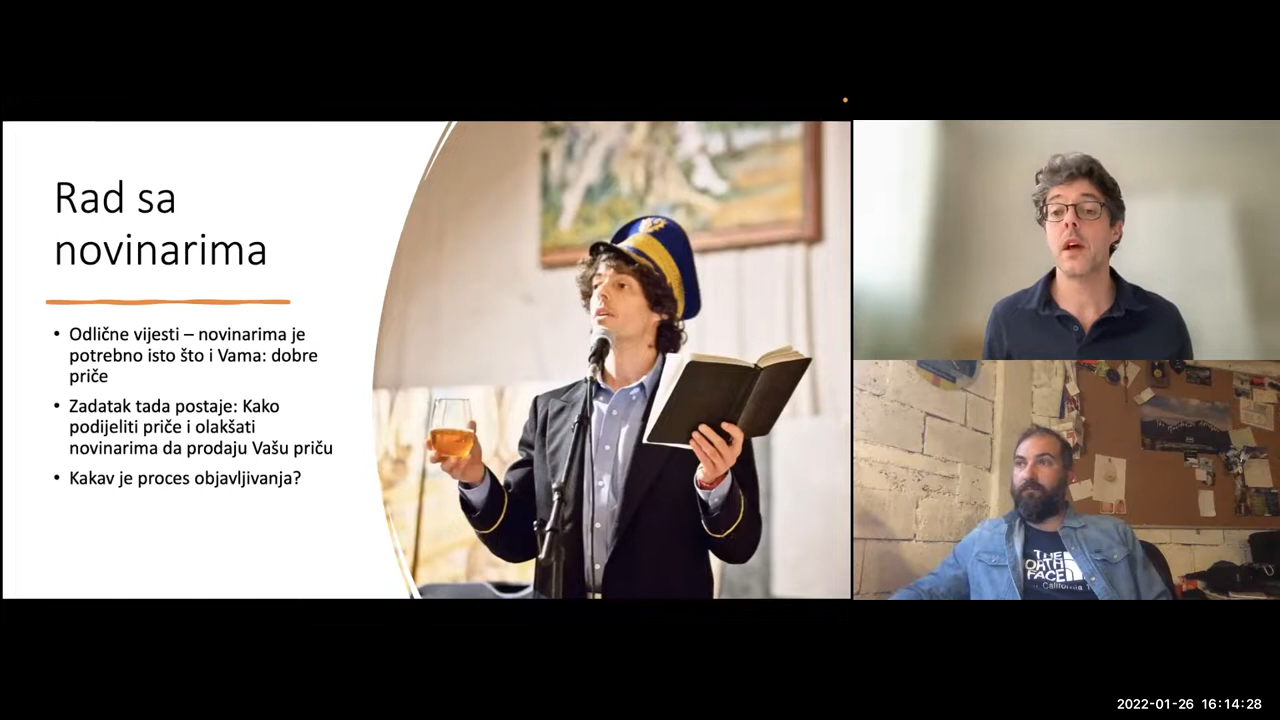 Rad sa
novinarima
• Odlične vijesti – novinarima je
potrebno isto što i Vama: dobre
priče
• Zadatak tada postaje: Kako
podijeliti priče i olakšati
novinarima da prodaju Vašu priču
• Kakav je proces objavljivanja?
THE
NORTH
FACE
California
2022-01-26 16:14:28